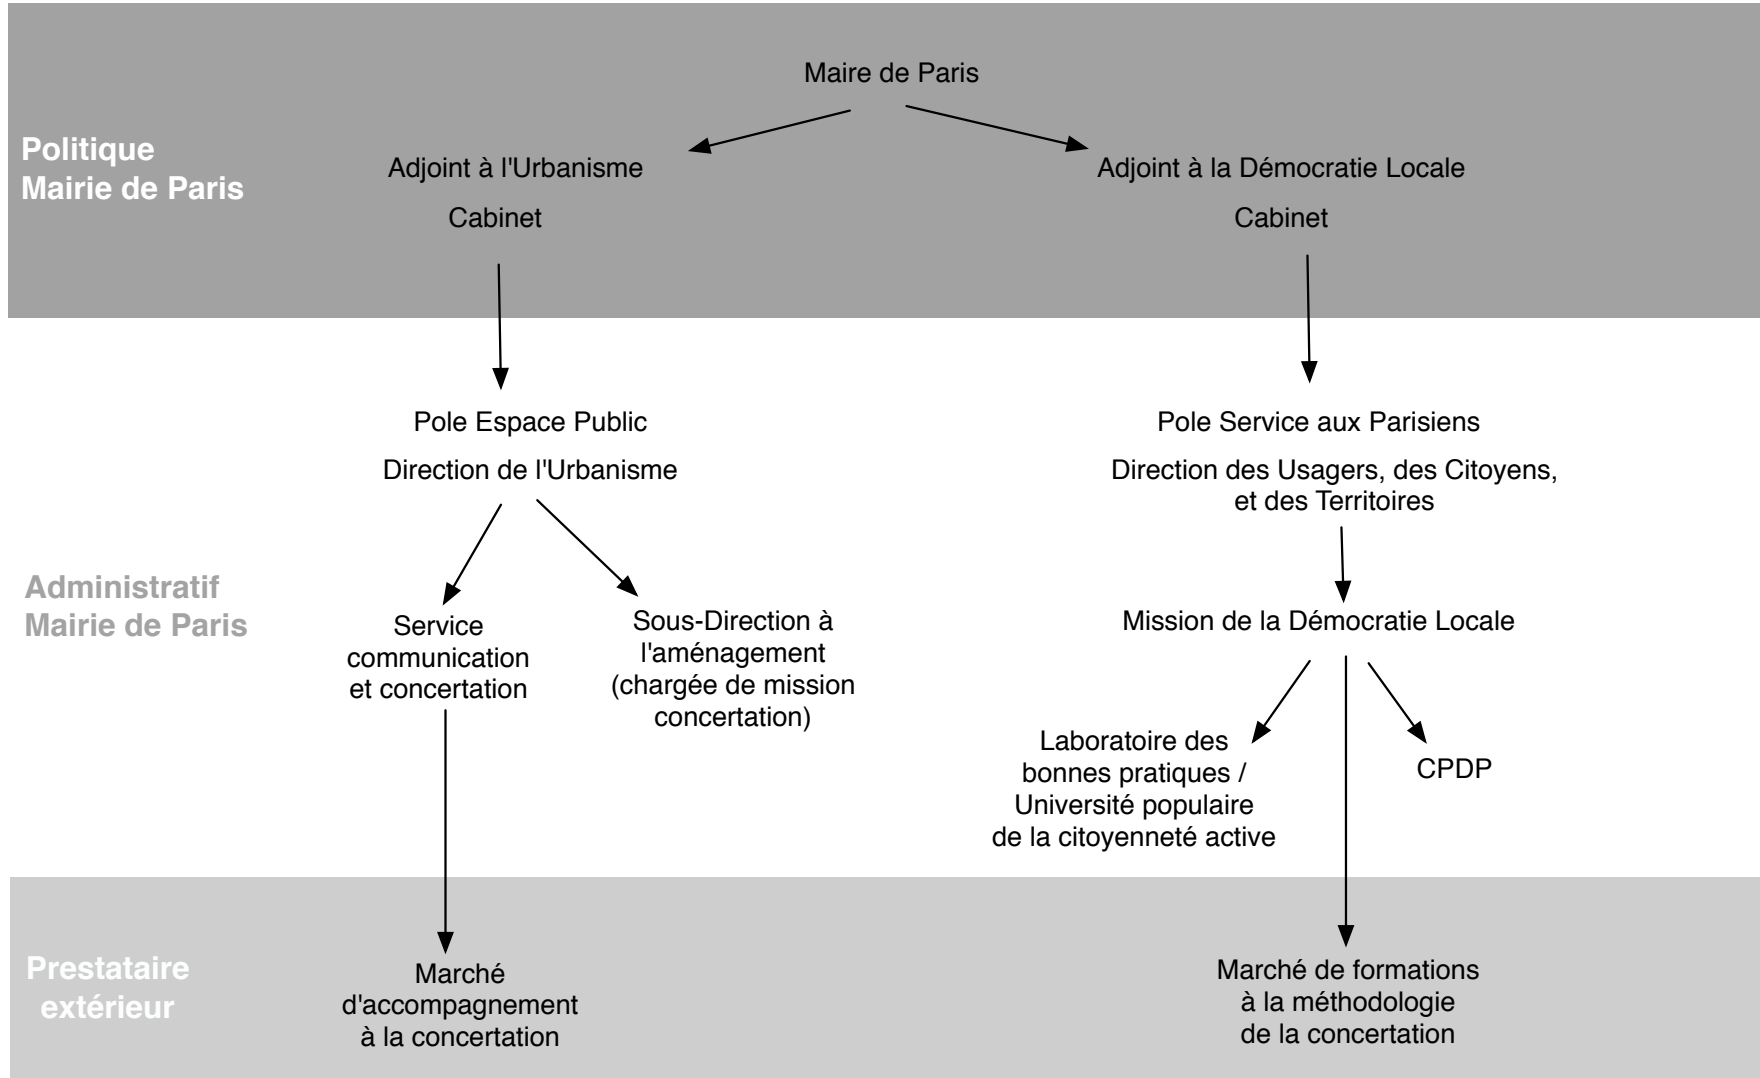 Maire de Paris
Politique
Mairie de Paris
Adjoint à l'Urbanisme
Cabinet
Adjoint à la Démocratie Locale
Cabinet
Pole Espace Public
Direction de l'Urbanisme
Pole Service aux Parisiens
Direction des Usagers, des Citoyens,
et des Territoires
Administratif
Mairie de Paris
Service
communication
et concertation
Sous-Direction à
l'aménagement
(chargée de mission
concertation)
Mission de la Démocratie Locale
Laboratoire des
bonnes pratiques /
Université populaire
de la citoyenneté active
CPDP
Prestataire
extérieur
Marché
d'accompagnement
à la concertation
Marché de formations
à la méthodologie
de la concertation